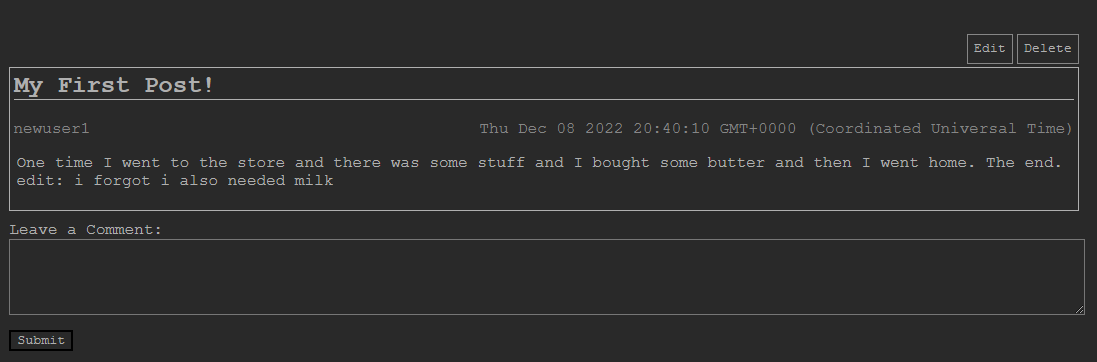 Edit Delete
My First Post!
newuser1 Thu Dec 08 2022 20:40:10 GMT+0000 (Coordinated Universal Time)
One time I went to the store and there was some stuff and I bought some butter and then I went home. The end.
edit: i forgot i also needed milk
Leave a Comment:
Submit